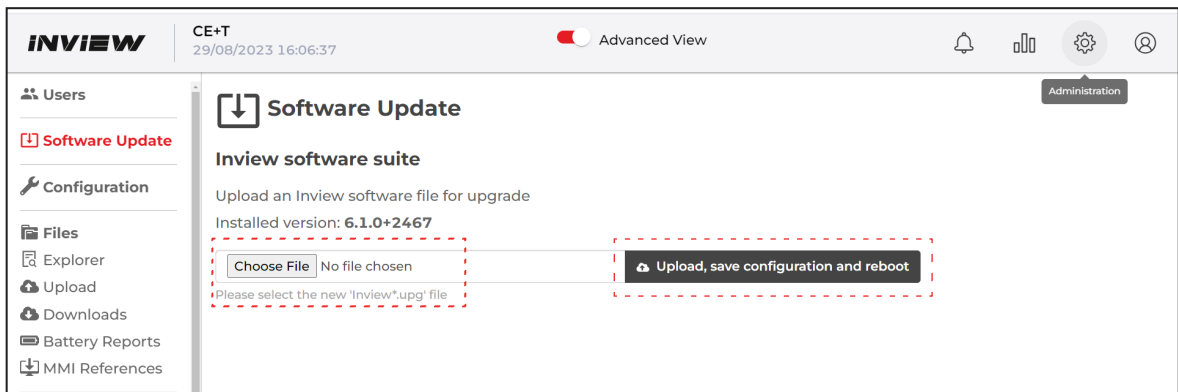 INVIEW
CE+T
29/08/2023 16:06:37
Advanced View
Administration
Users
Software Update
Configuration
Files
Explorer
Upload
Downloads
Battery Reports
MMI References
Software Update
Inview software suite
Upload an Inview software file for upgrade
Installed version: 6.1.0+2467
Choose File No file chosen
Upload, save configuration and reboot
Please select the new 'Inview*.upg' file